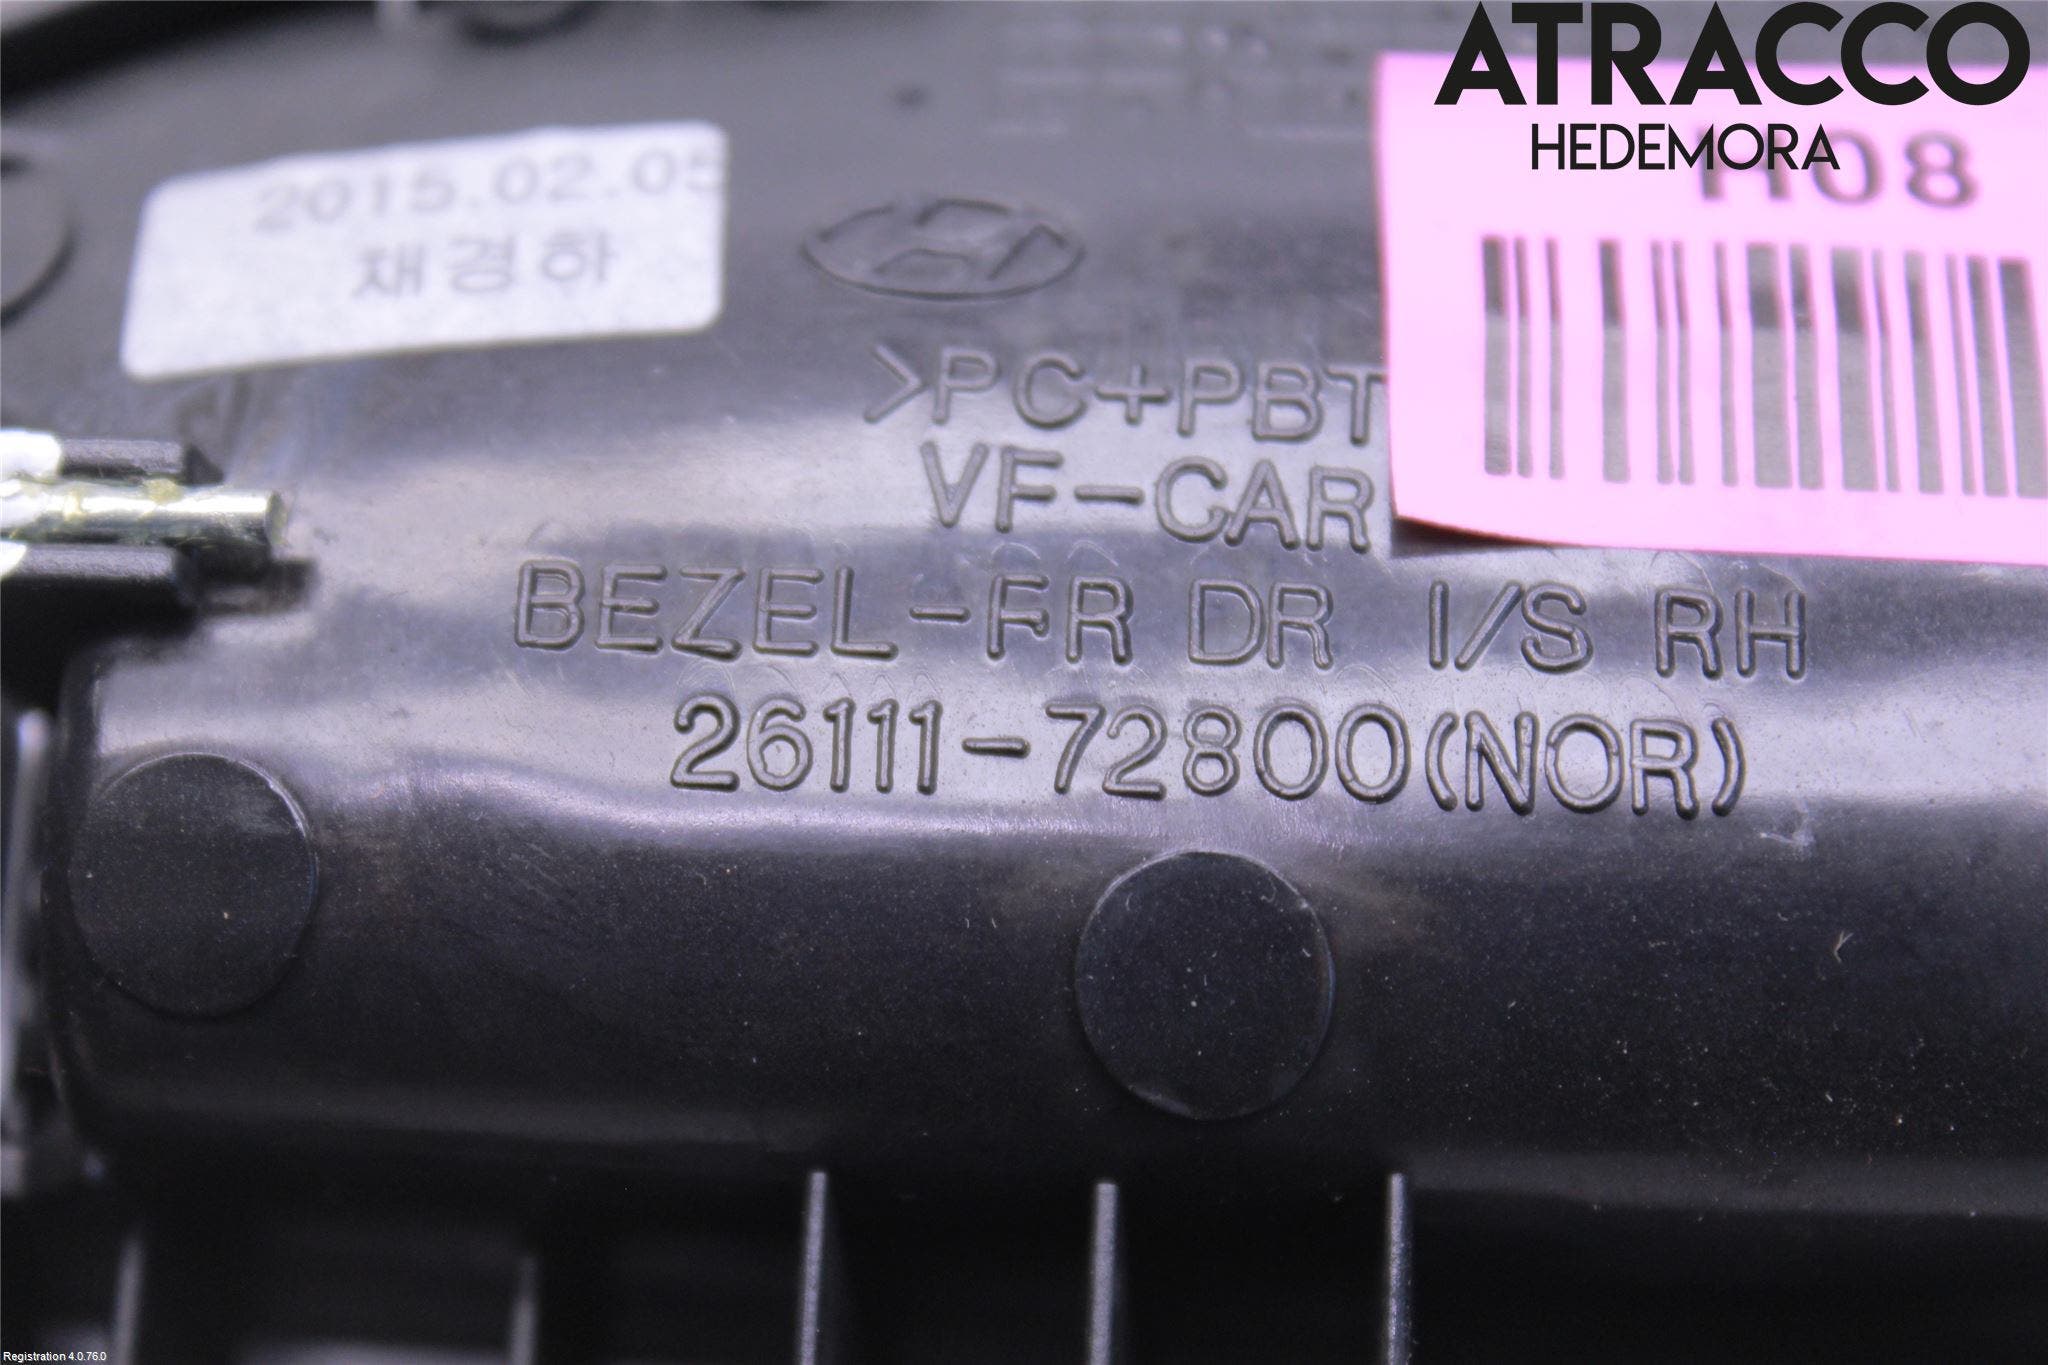 ATRACCO
HEDEMORA
H08
2015.02.05
채경하
>PC+PBT
VF-CAR
BEZEL-FR DR I/S RH
26111-72800(NOR)
Registration 4.0.76.0